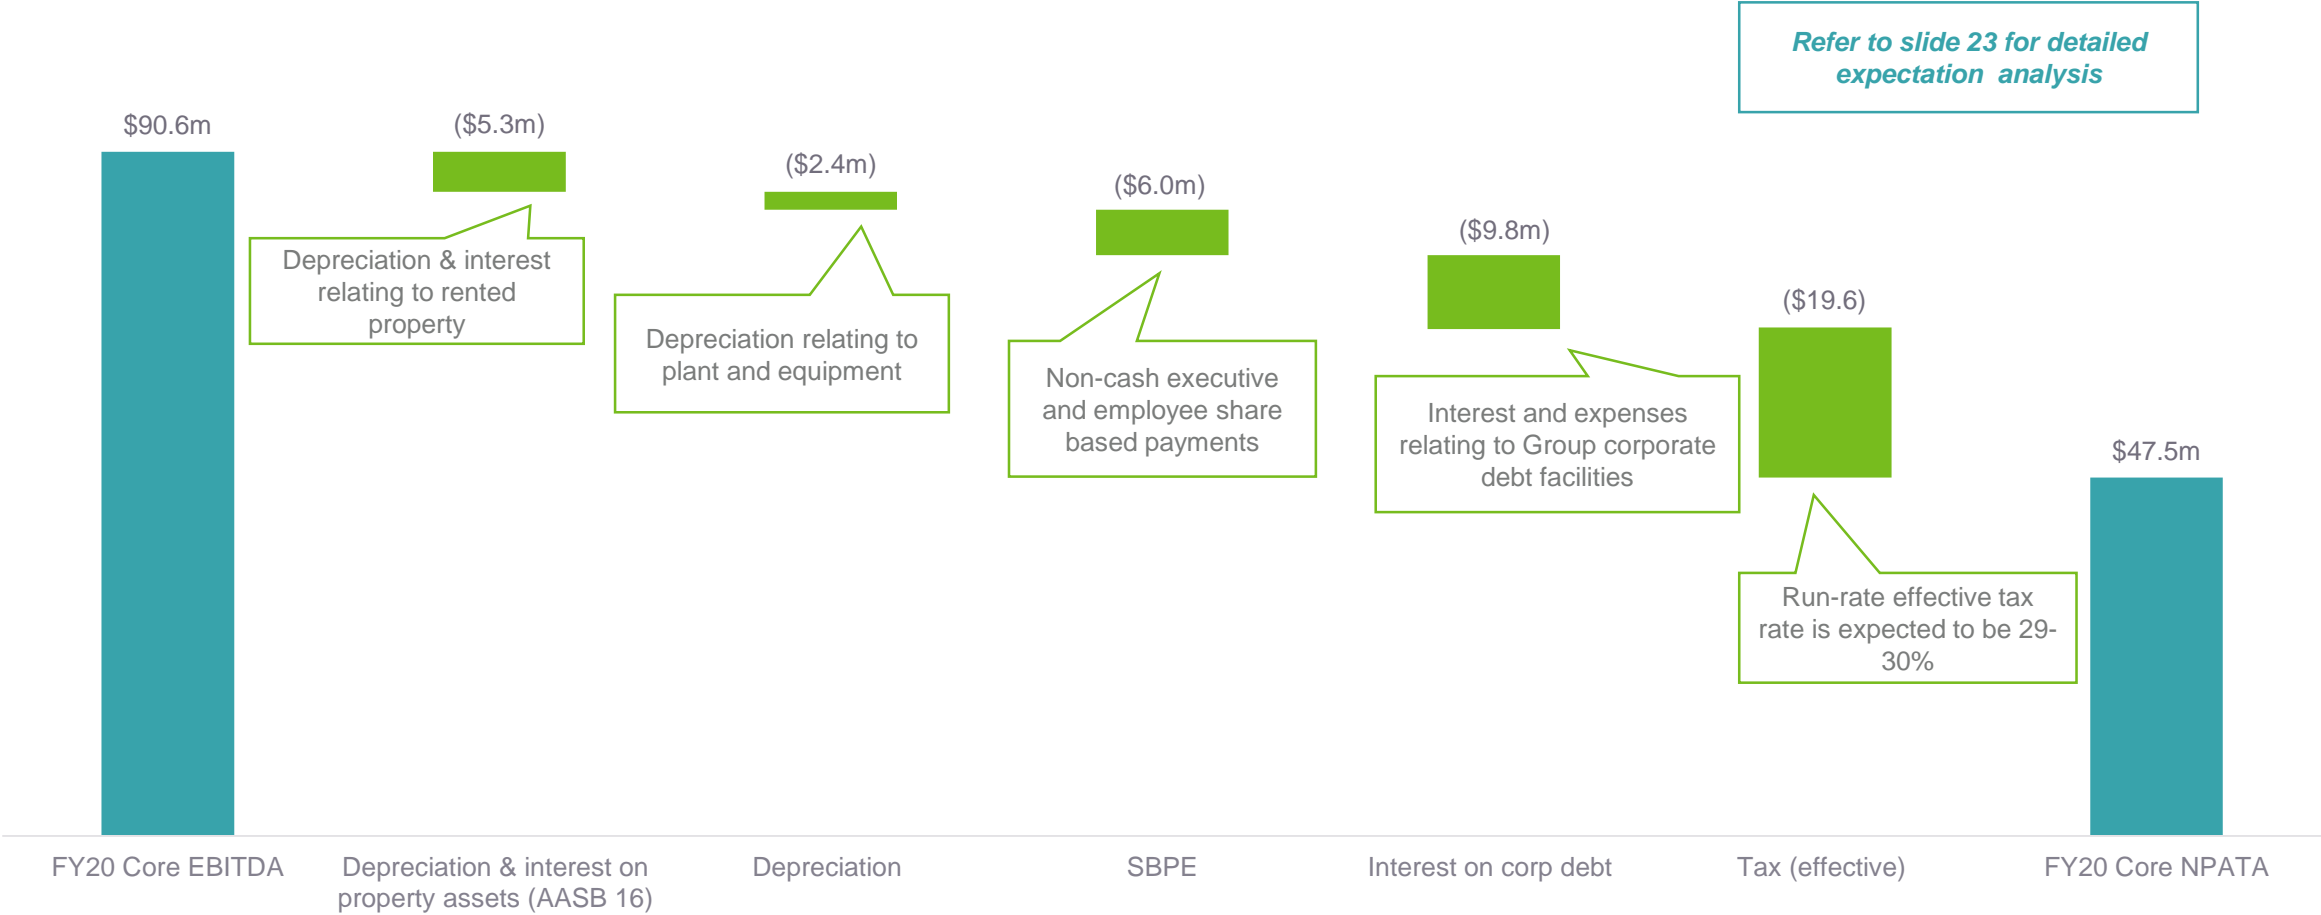 Refer to slide 23 for detailed
expectation analysis
$90.6m
($5.3m)
($2.4m)
($6.0m)
($9.8m)
($19.6)
$47.5m
Depreciation & interest
relating to rented
property
Depreciation relating to
plant and equipment
Non-cash executive
and employee share
based payments
Interest and expenses
relating to Group corporate
debt facilities
Run-rate effective tax
rate is expected to be 29-
30%
FY20 Core EBITDA
Depreciation & interest on
property assets (AASB 16)
Depreciation
SBPE
Interest on corp debt
Tax (effective)
FY20 Core NPATA